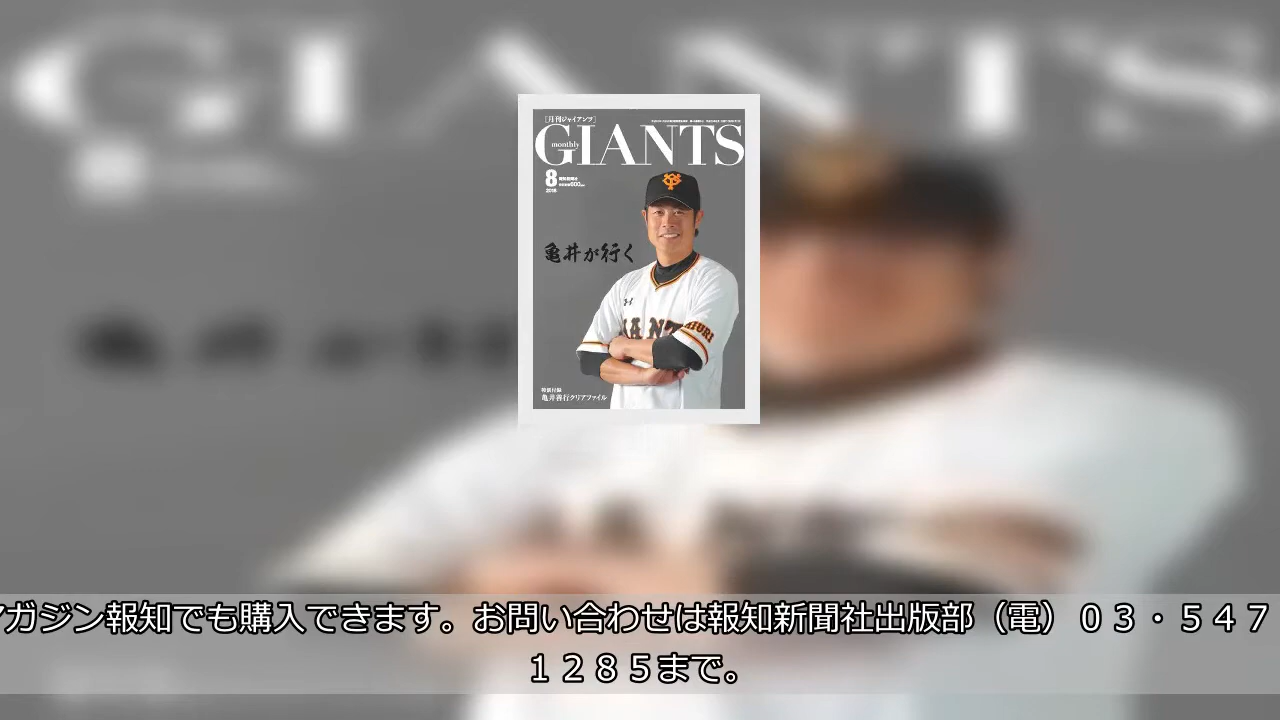 [月刊ジャイアンツ]
monthly
GIANTS
8
2018
亀井が行く
特別付録
亀井善行クリアファイル
マガジン報知でも購入できます。お問い合わせは報知新聞社出版部（電）０３・５４７
１２８５まで。